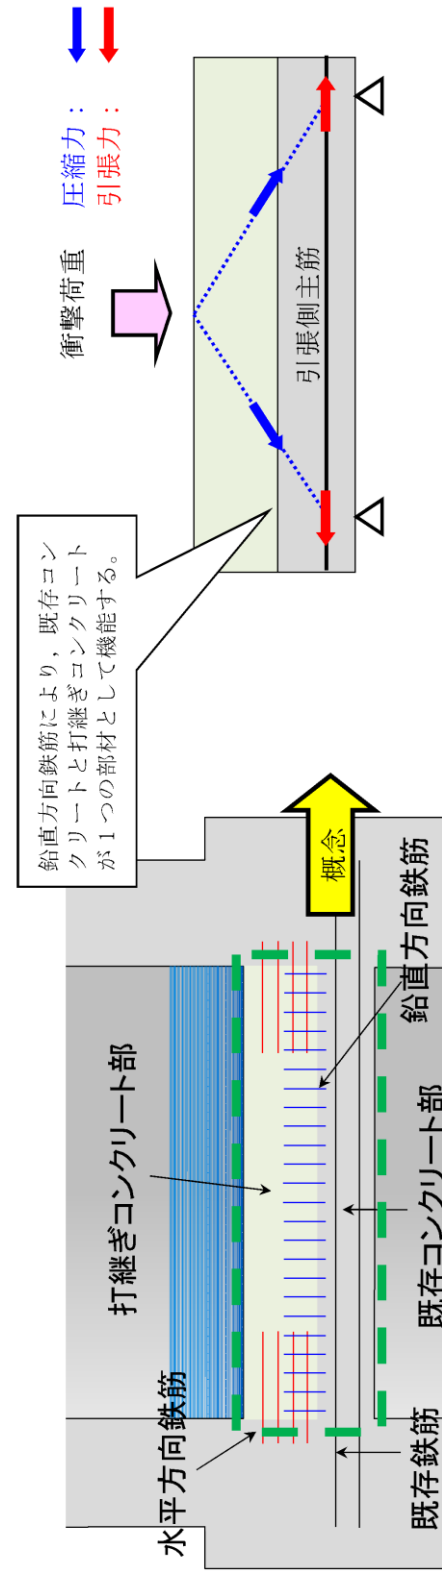 水平方向鉄筋
打継ぎコンクリート部
既存鉄筋
既存コンクリート部
鉛直方向鉄筋
概念
鉛直方向鉄筋により，既存コン
クリートと打継ぎコンクリート
が１つの部材として機能する。
衝撃荷重
圧縮力：
引張力：
引張側主筋